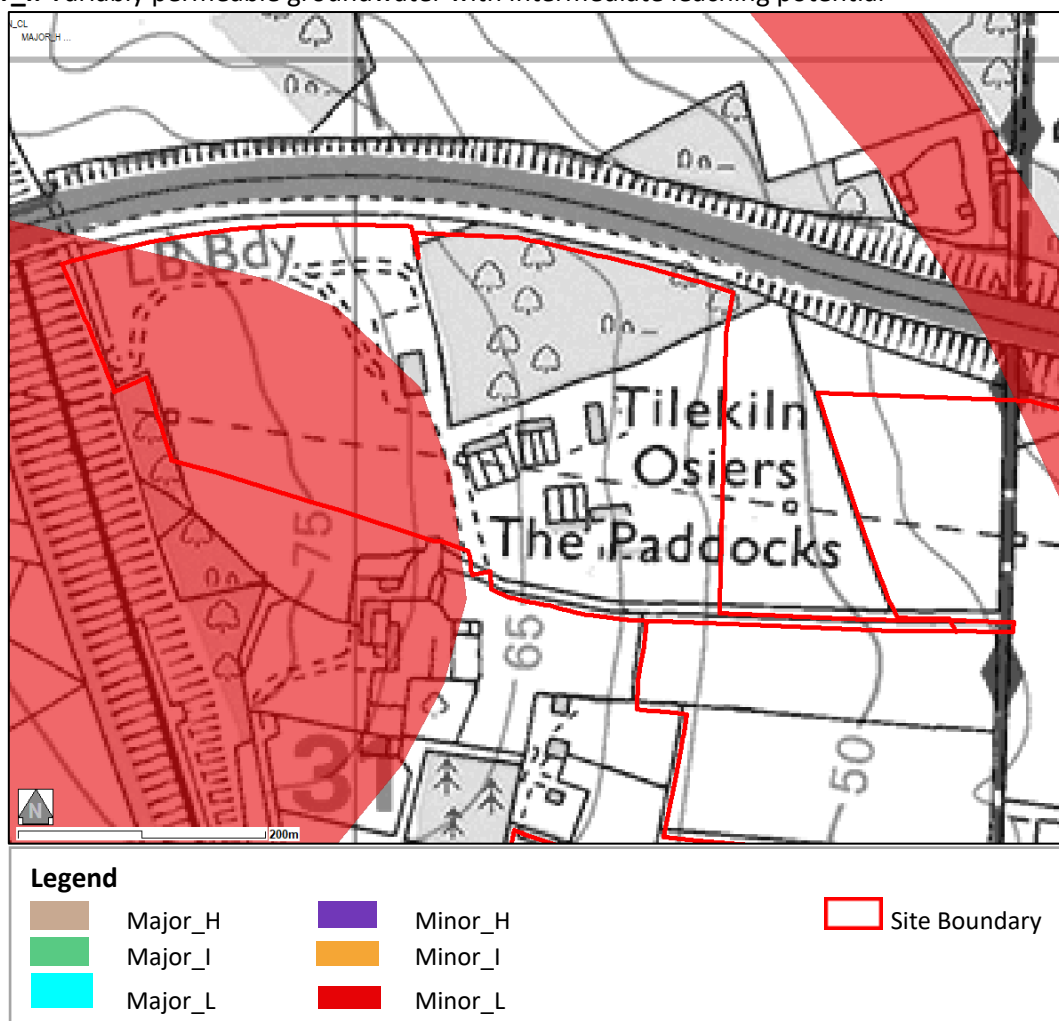 Variably permeable groundwater with intermediate leaching potential
N_CL
MAJOR_H ...
LB Bdy
Tilekiln
Osiers
The Paddocks
75
65
50
31
N
200m
Legend
Major_H Minor_H Site Boundary
Major_I Minor_I
Major_L Minor_L